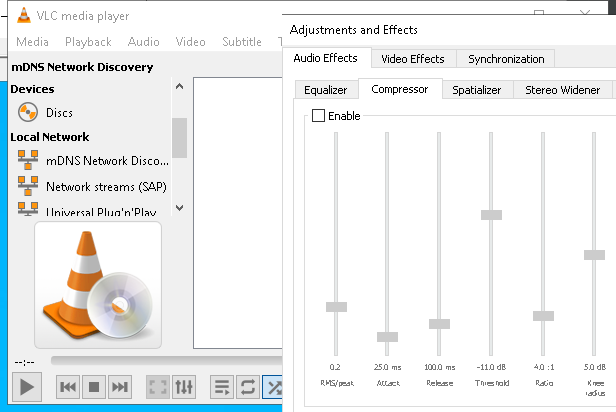 VLC media player
Media Playback Audio Video Subtitle T
mDNS Network Discovery
Devices
Discs
Local Network
mDNS Network Disco...
Network streams (SAP)
Universal Plug'n'Play
--:--
Adjustments and Effects
Audio Effects Video Effects Synchronization
Equalizer Compressor Spatializer Stereo Widener
Enable
0.2 25.0 ms 100.0 ms -11.0 dB 4.0 :1 5.0 dB
RMS/peak Attack Release Threshold Ratio Knee
radius